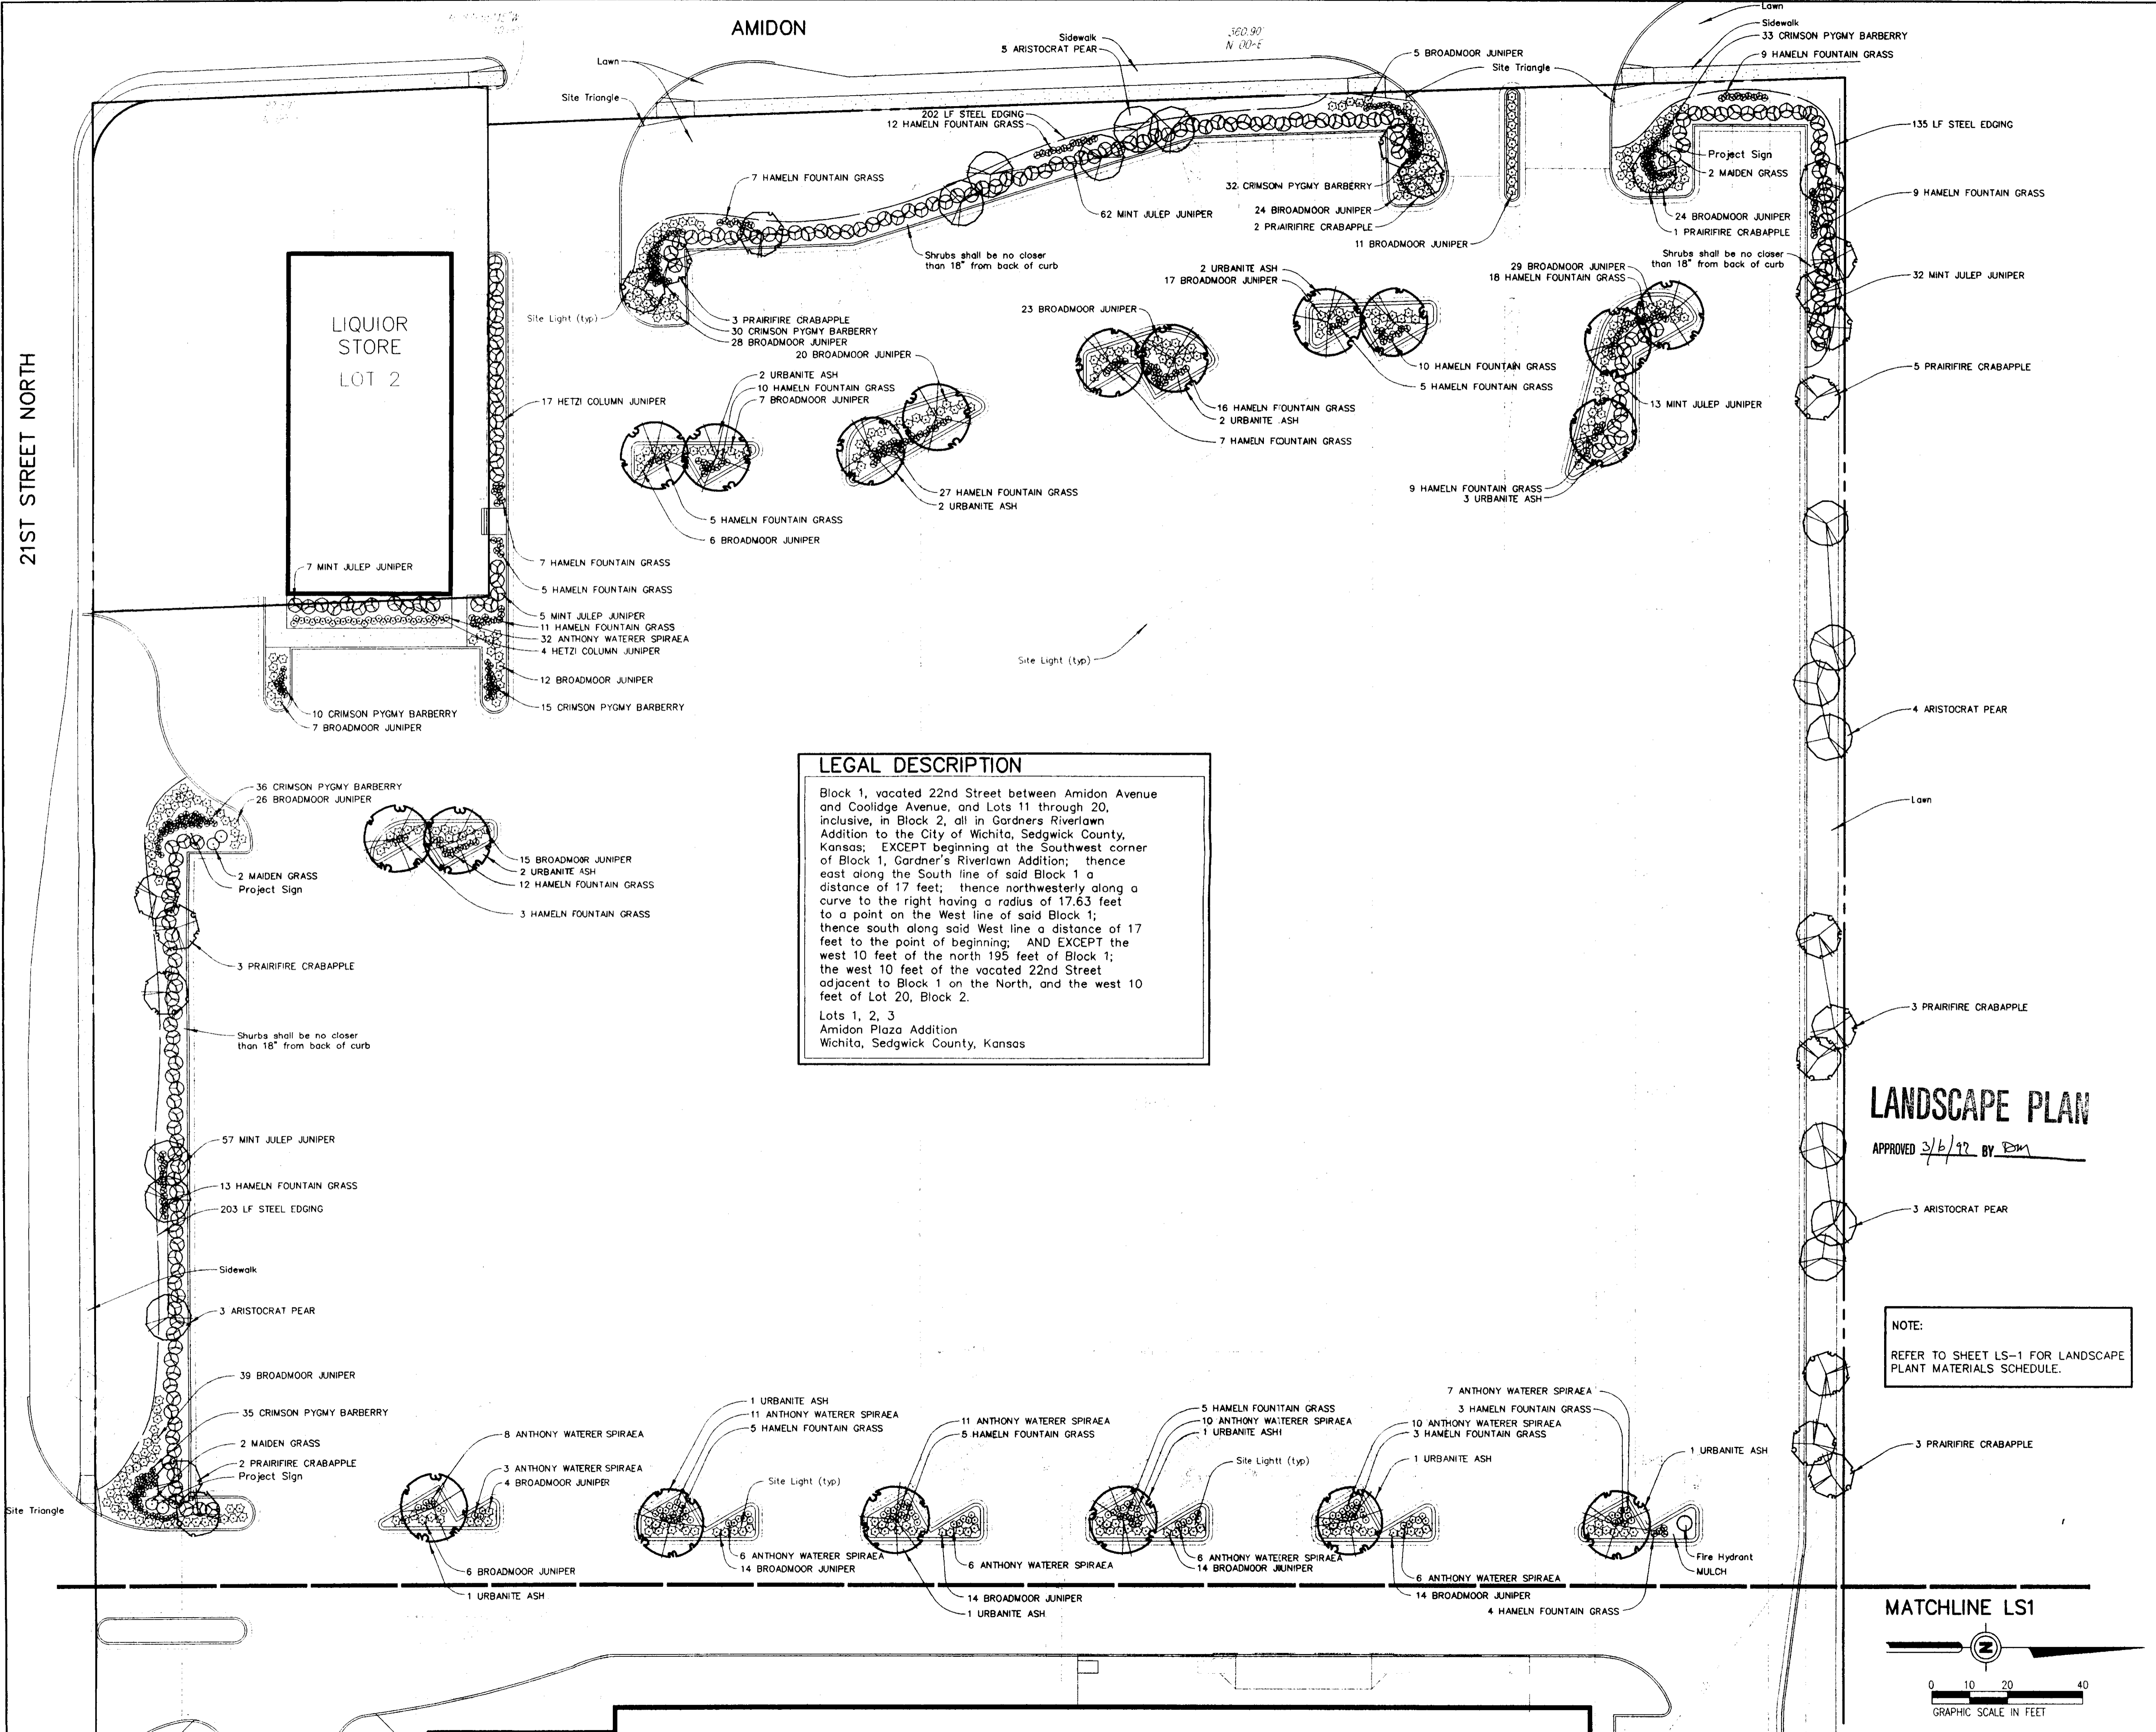 AMIDON
360.90'
Lawn
Sidewalk
33 CRIMSON PYGMY BARBERRY
9 HAMELN FOUNTAIN GRASS
Sidewalk
5 ARISTOCRAT PEAR
5 BROADMOOR JUNIPER
Site Triangle
Lawn
Site Triangle
202 LF STEEL EDGING
12 HAMELN FOUNTAIN GRASS
135 LF STEEL EDGING
Project Sign
2 MAIDEN GRASS
7 HAMELN FOUNTAIN GRASS
32 CRIMSON PYGMY BARBERRY
9 HAMELN FOUNTAIN GRASS
62 MINT JULEP JUNIPER
24 BROADMOOR JUNIPER
2 PRAIRIFIRE CRABAPPLE
24 BROADMOOR JUNIPER
1 PRAIRIFIRE CRABAPPLE
11 BROADMOOR JUNIPER
Shrubs shall be no closer
than 18" from back of curb
Shrubs shall be no closer
than 18" from back of curb
2 URBANITE ASH
17 BROADMOOR JUNIPER
29 BROADMOOR JUNIPER
18 HAMELN FOUNTAIN GRASS
32 MINT JULEP JUNIPER
23 BROADMOOR JUNIPER
Site Light (typ)
3 PRAIRIFIRE CRABAPPLE
30 CRIMSON PYGMY BARBERRY
28 BROADMOOR JUNIPER
20 BROADMOOR JUNIPER
LIQUIOR
STORE
LOT 2
21ST STREET NORTH
2 URBANITE ASH
10 HAMELN FOUNTAIN GRASS
7 BROADMOOR JUNIPER
10 HAMELN FOUNTAIN GRASS
5 HAMELN FOUNTAIN GRASS
5 PRAIRIFIRE CRABAPPLE
17 HETZI COLUMN JUNIPER
16 HAMELN FOUNTAIN GRASS
2 URBANITE ASH
7 HAMELN FOUNTAIN GRASS
13 MINT JULEP JUNIPER
27 HAMELN FOUNTAIN GRASS
2 URBANITE ASH
9 HAMELN FOUNTAIN GRASS
3 URBANITE ASH
5 HAMELN FOUNTAIN GRASS
6 BROADMOOR JUNIPER
7 MINT JULEP JUNIPER
7 HAMELN FOUNTAIN GRASS
5 HAMELN FOUNTAIN GRASS
5 MINT JULEP JUNIPER
11 HAMELN FOUNTAIN GRASS
32 ANTHONY WATERER SPIRAEA
4 HETZI COLUMN JUNIPER
12 BROADMOOR JUNIPER
15 CRIMSON PYGMY BARBERRY
Site Light (typ)
10 CRIMSON PYGMY BARBERRY
7 BROADMOOR JUNIPER
4 ARISTOCRAT PEAR
LEGAL DESCRIPTION
Block 1, vacated 22nd Street between Amidon Avenue
and Coolidge Avenue, and Lots 11 through 20,
inclusive, in Block 2, all in Gardners Riverlawn
Addition to the City of Wichita, Sedgwick County,
Kansas; EXCEPT beginning at the Southwest corner
of Block 1, Gardner's Riverlawn Addition; thence
east along the South line of said Block 1 a
distance of 17 feet; thence northwesterly along a
curve to the right having a radius of 17.63 feet
to a point on the West line of said Block 1;
thence south along said West line a distance of 17
feet to the point of beginning; AND EXCEPT the
west 10 feet of the north 195 feet of Block 1;
the west 10 feet of the vacated 22nd Street
adjacent to Block 1 on the North, and the west 10
feet of Lot 20, Block 2.
Lots 1, 2, 3
Amidon Plaza Addition
Wichita, Sedgwick County, Kansas
36 CRIMSON PYGMY BARBERRY
26 BROADMOOR JUNIPER
Lawn
15 BROADMOOR JUNIPER
2 URBANITE ASH
12 HAMELN FOUNTAIN GRASS
3 HAMELN FOUNTAIN GRASS
2 MAIDEN GRASS
Project Sign
3 PRAIRIFIRE CRABAPPLE
3 PRAIRIFIRE CRABAPPLE
Shurbs shall be no closer
than 18" from back of curb
LANDSCAPE PLAN
APPROVED 3/6/97 BY DM
57 MINT JULEP JUNIPER
13 HAMELN FOUNTAIN GRASS
203 LF STEEL EDGING
3 ARISTOCRAT PEAR
Sidewalk
3 ARISTOCRAT PEAR
NOTE:
REFER TO SHEET LS-1 FOR LANDSCAPE
PLANT MATERIALS SCHEDULE.
39 BROADMOOR JUNIPER
35 CRIMSON PYGMY BARBERRY
2 MAIDEN GRASS
2 PRAIRIFIRE CRABAPPLE
Project Sign
Site Triangle
8 ANTHONY WATERER SPIRAEA
3 ANTHONY WATERER SPIRAEA
4 BROADMOOR JUNIPER
6 BROADMOOR JUNIPER
1 URBANITE ASH
1 URBANITE ASH
11 ANTHONY WATERER SPIRAEA
5 HAMELN FOUNTAIN GRASS
Site Light (typ)
6 ANTHONY WATERER SPIRAEA
14 BROADMOOR JUNIPER
11 ANTHONY WATERER SPIRAEA
5 HAMELN FOUNTAIN GRASS
6 ANTHONY WATERER SPIRAEA
14 BROADMOOR JUNIPER
1 URBANITE ASH
5 HAMELN FOUNTAIN GRASS
10 ANTHONY WATERER SPIRAEA
1 URBANITE ASH
Site Light (typ)
6 ANTHONY WATERER SPIRAEA
14 BROADMOOR JUNIPER
10 ANTHONY WATERER SPIRAEA
3 HAMELN FOUNTAIN GRASS
1 URBANITE ASH
6 ANTHONY WATERER SPIRAEA
14 BROADMOOR JUNIPER
7 ANTHONY WATERER SPIRAEA
3 HAMELN FOUNTAIN GRASS
1 URBANITE ASH
Fire Hydrant
MULCH
4 HAMELN FOUNTAIN GRASS
3 PRAIRIFIRE CRABAPPLE
MATCHLINE LS1
N
0 10 20 40
GRAPHIC SCALE IN FEET